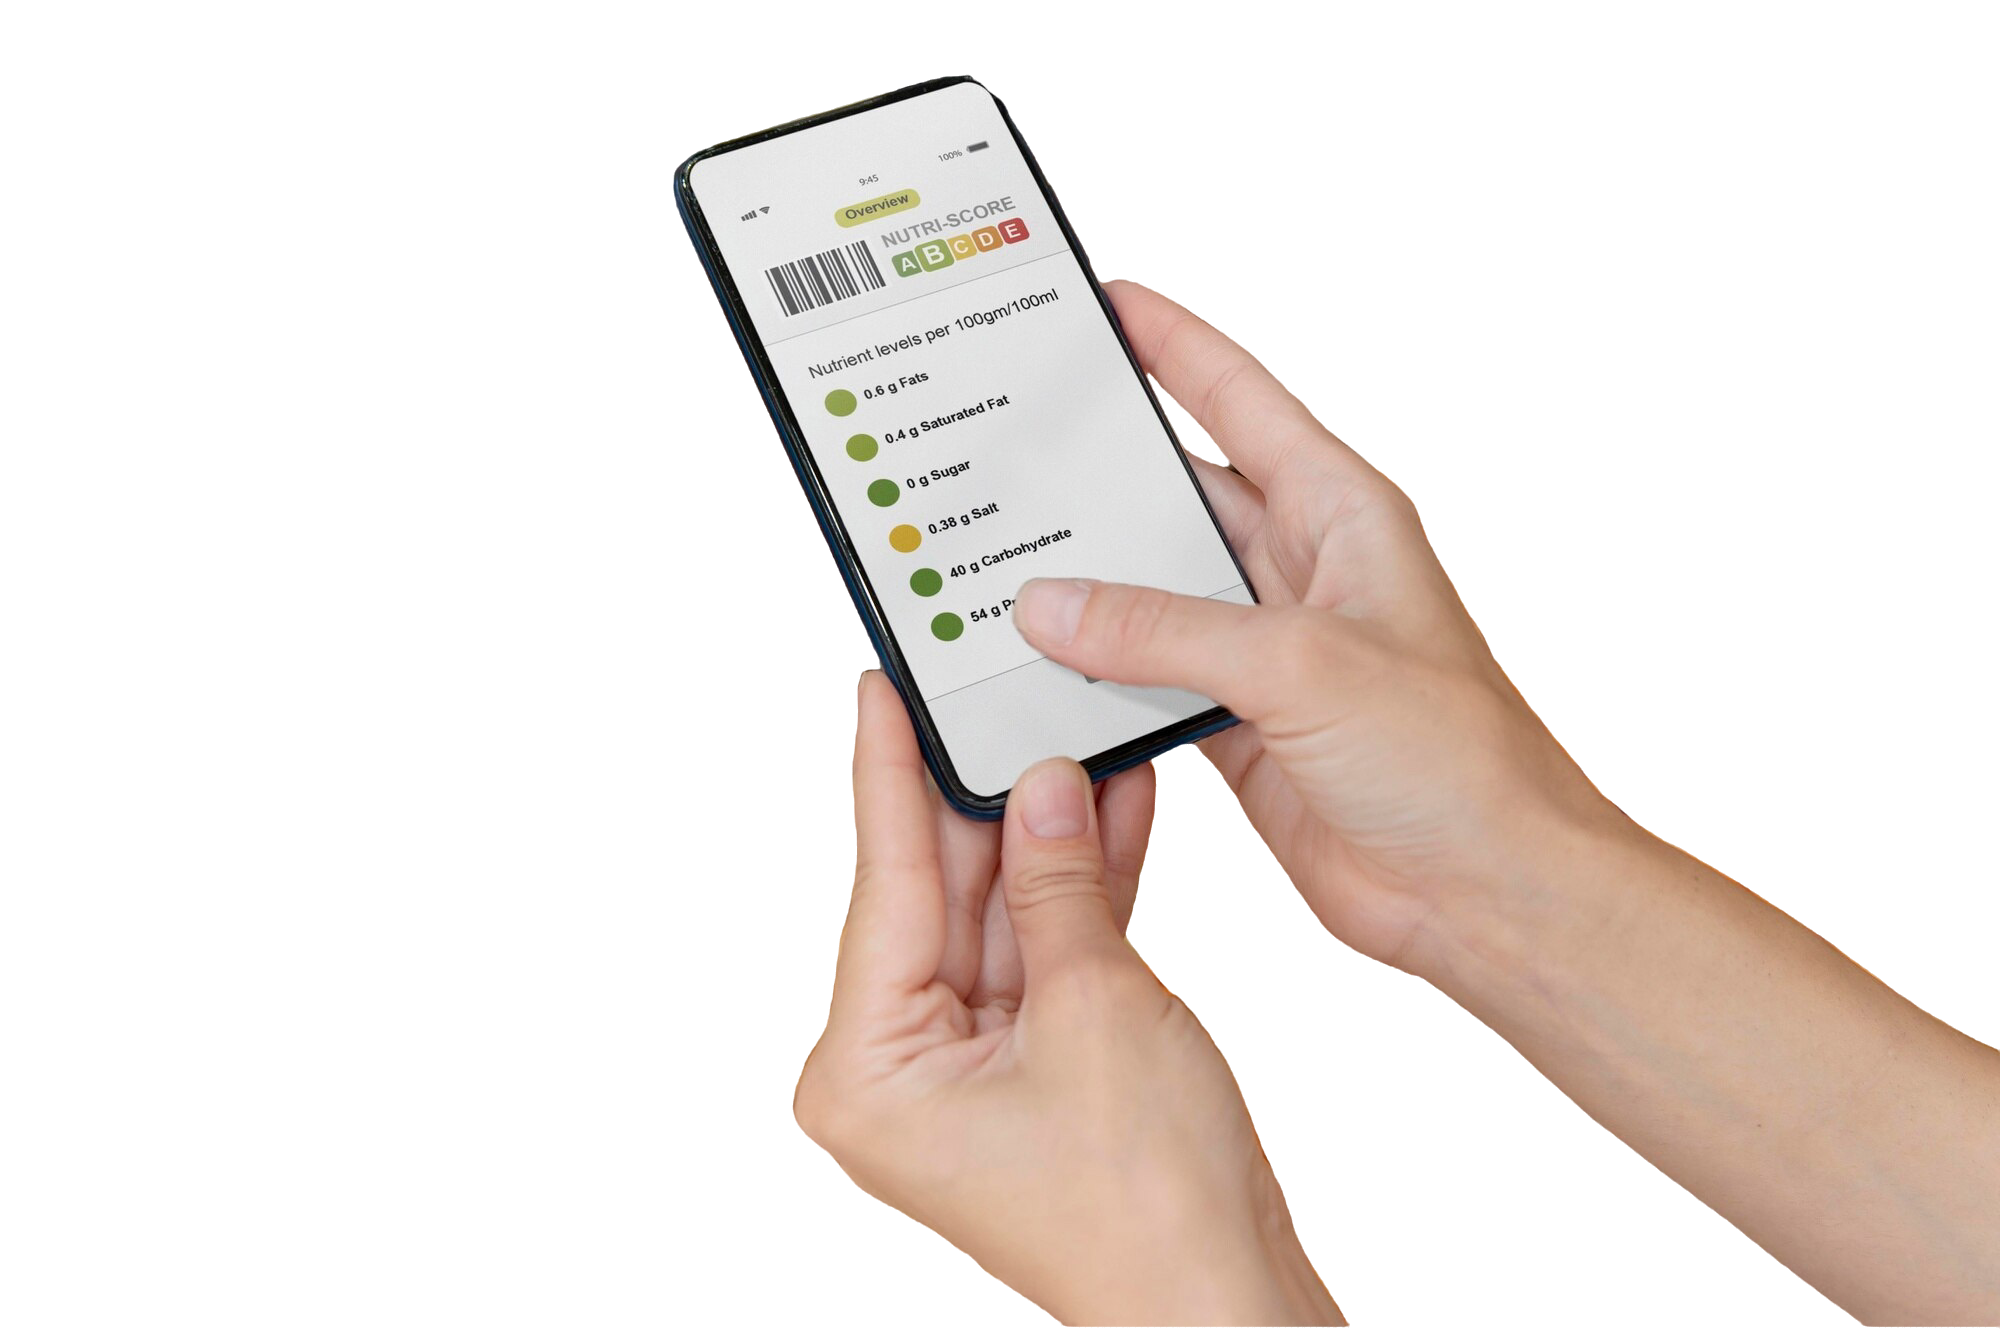 100%
9:45
Overview
NUTRI-SCORE
A B C D E
Nutrient levels per 100gm/100ml
0.6 g Fats
0.4 g Saturated Fat
0 g Sugar
0.38 g Salt
40 g Carbohydrate
54 g